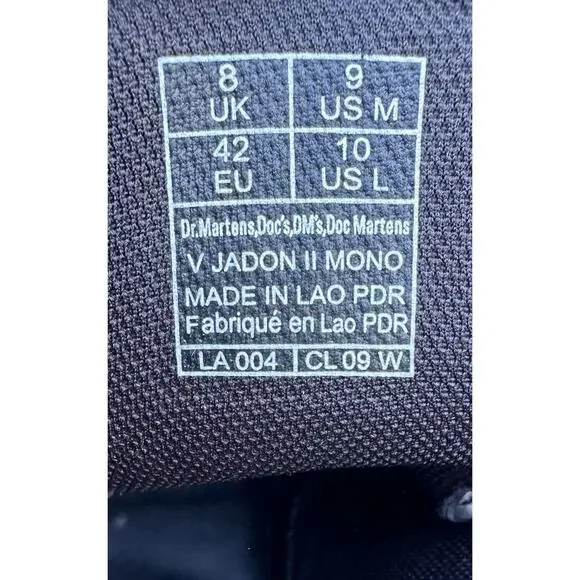 8 9
UK US M
42 10
EU US L
Dr.Martens,Doc's,DM's,Doc Martens
V JADON II MONO
MADE IN LAO PDR
Fabriqué en Lao PDR
LA 004 CL 09 W